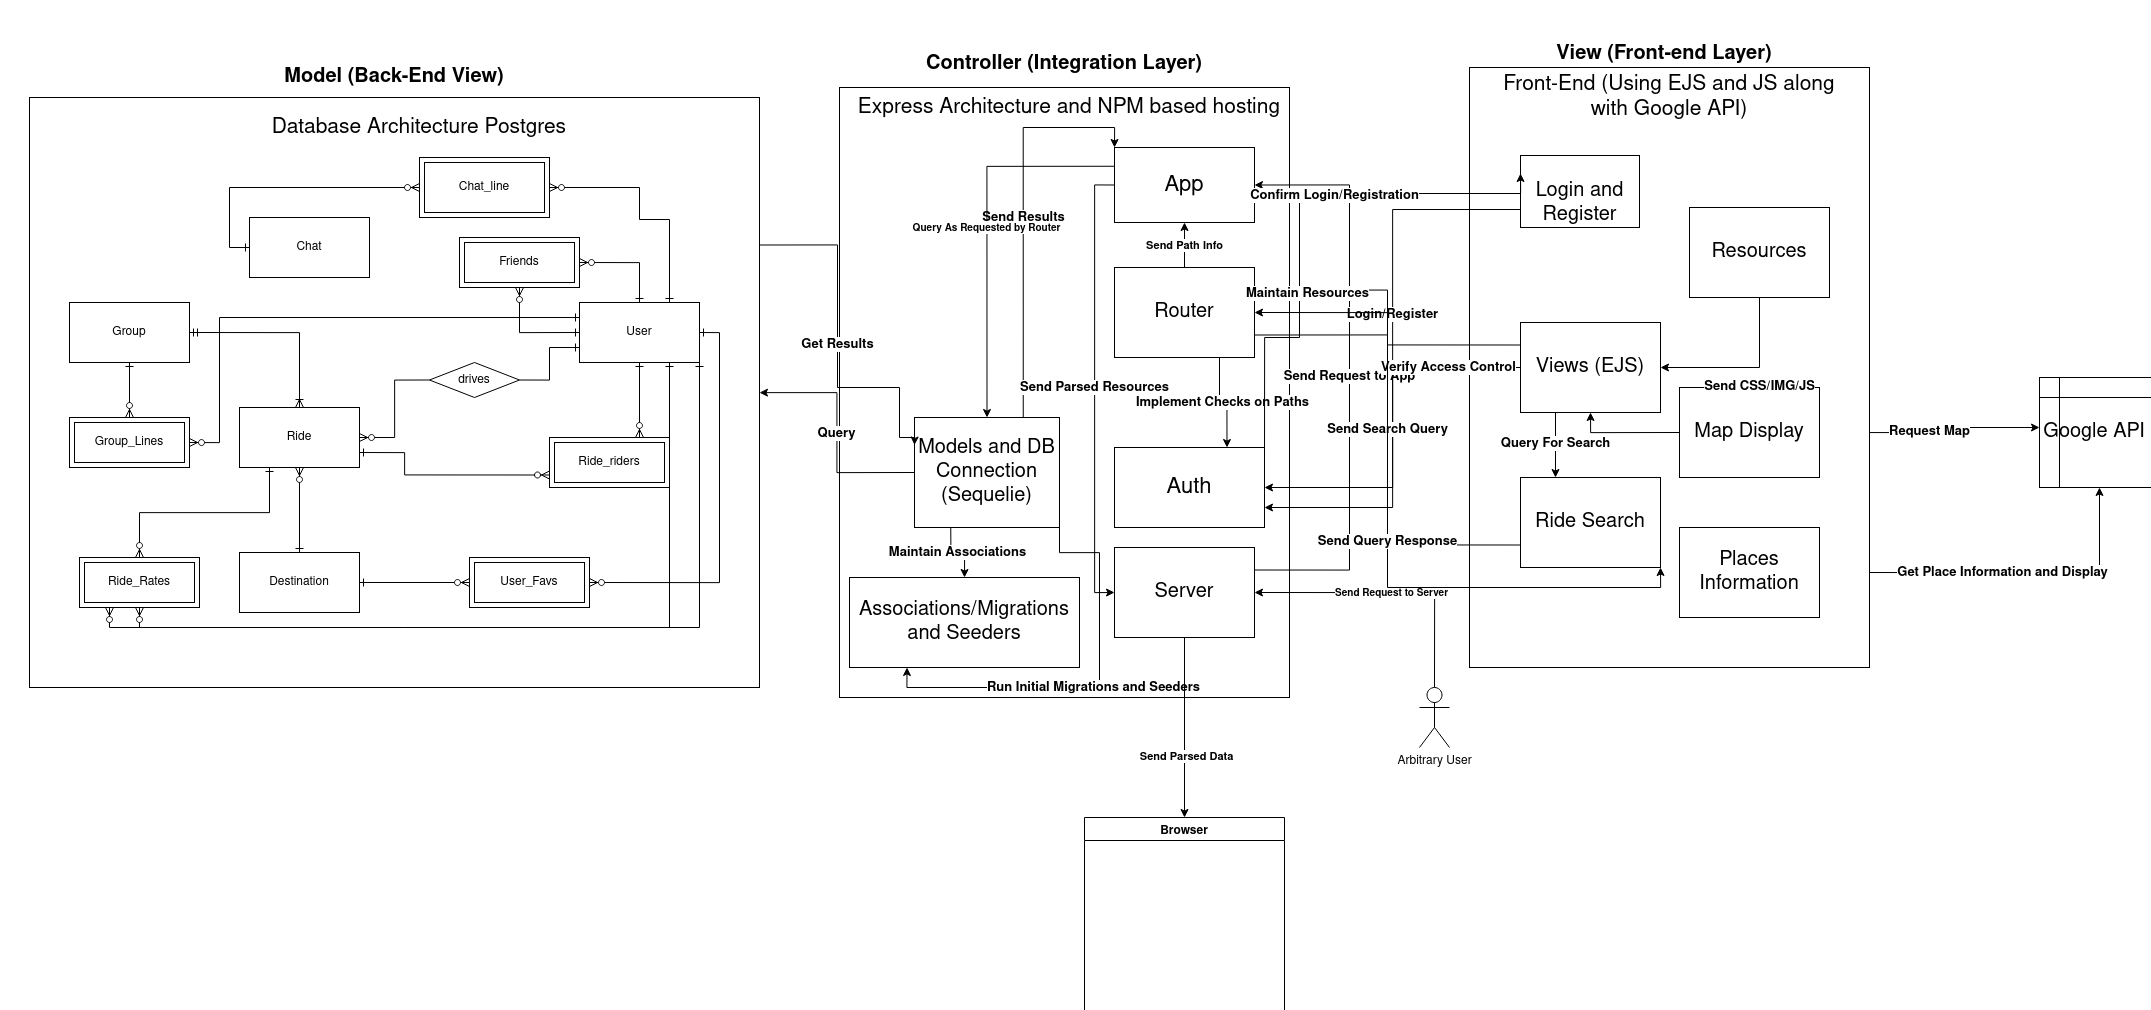 Model (Back-End View)
Controller (Integration Layer)
View (Front-end Layer)
Database Architecture Postgres
Chat_line
Chat
Friends
Group
User
drives
Group_Lines
Ride
Ride_riders
Ride_Rates
Destination
User_Favs
Get Results
Query
Express Architecture and NPM based hosting
App
Send Results
Query As Requested by Router
Send Path Info
Router
Send Parsed Resources
Implement Checks on Paths
Models and DB
Connection
(Sequelie)
Auth
Maintain Associations
Associations/Migrations
and Seeders
Server
Run Initial Migrations and Seeders
Send Parsed Data
Browser
Confirm Login/Registration
Maintain Resources
Login/Register
Send Request to App
Verify Access Control
Send Search Query
Send Query Response
Send Request to Server
Arbitrary User
Front-End (Using EJS and JS along
with Google API)
Login and
Register
Resources
Views (EJS)
Send CSS/IMG/JS
Map Display
Query For Search
Ride Search
Places
Information
Request Map
Google API
Get Place Information and Display